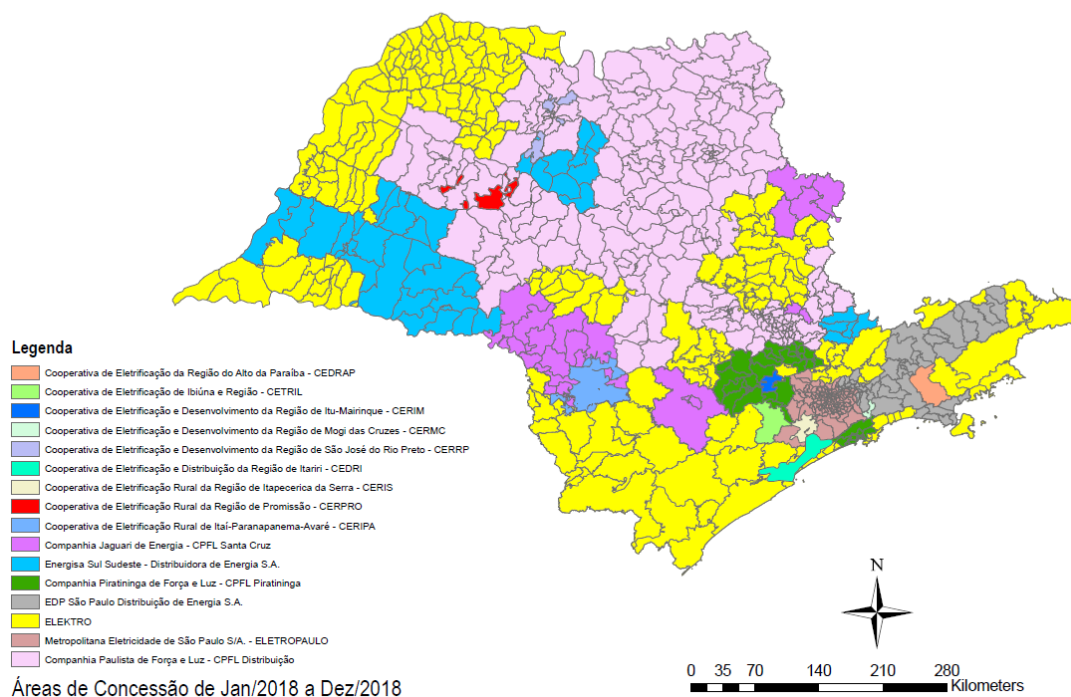 Legenda
Cooperativa de Eletrificação da Região do Alto da Paraíba - CEDRAP
Cooperativa de Eletrificação de Ibiúna e Região - CETRIL
Cooperativa de Eletrificação e Desenvolvimento da Região de Itu-Mairinque - CERIM
Cooperativa de Eletrificação e Desenvolvimento da Região de Mogi das Cruzes - CERMC
Cooperativa de Eletrificação e Desenvolvimento da Região de São José do Rio Preto - CERRP
Cooperativa de Eletrificação e Distribuição da Região de Itariri - CEDRI
Cooperativa de Eletrificação Rural da Região de Itapecerica da Serra - CERIS
Cooperativa de Eletrificação Rural da Região de Promissão - CERPRO
Cooperativa de Eletrificação Rural de Itaí-Paranapanema-Avaré - CERIPA
Companhia Jaguari de Energia - CPFL Santa Cruz
Energisa Sul Sudeste - Distribuidora de Energia S.A.
Companhia Piratininga de Força e Luz - CPFL Piratininga
EDP São Paulo Distribuição de Energia S.A.
ELEKTRO
Metropolitana Eletricidade de São Paulo S/A. - ELETROPAULO
Companhia Paulista de Força e Luz - CPFL Distribuição
Áreas de Concessão de Jan/2018 a Dez/2018
N
0 35 70 140 210 280
Kilometers